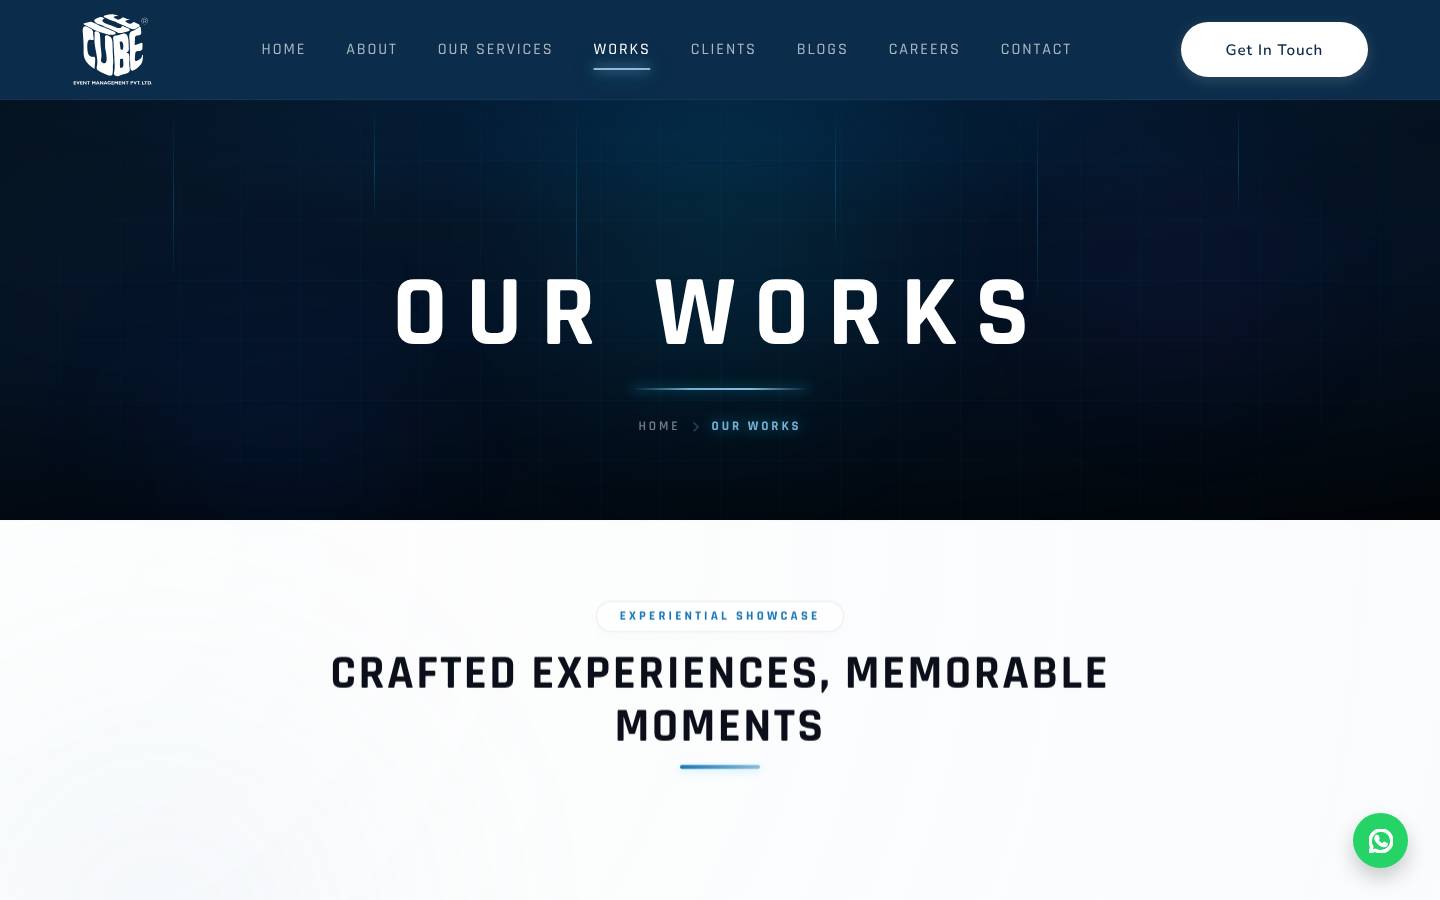 CUBE
®
EVENT MANAGEMENT PVT. LTD.
HOME
ABOUT
OUR SERVICES
WORKS
CLIENTS
BLOGS
CAREERS
CONTACT
Get In Touch
OUR WORKS
HOME
OUR WORKS
EXPERIENTIAL SHOWCASE
CRAFTED EXPERIENCES, MEMORABLE
MOMENTS